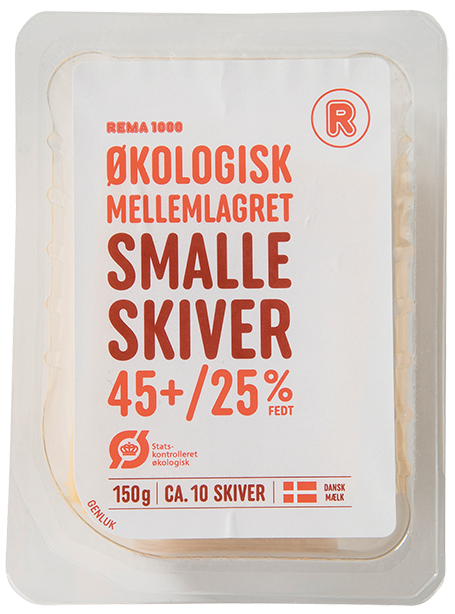 REMA 1000
R
ØKOLOGISK
MELLEMLAGRET
SMALLE
SKIVER
45+/25% FEDT
Stats-
kontrolleret
økologisk
150g | CA. 10 SKIVER
DANSK
MÆLK
GENLUK